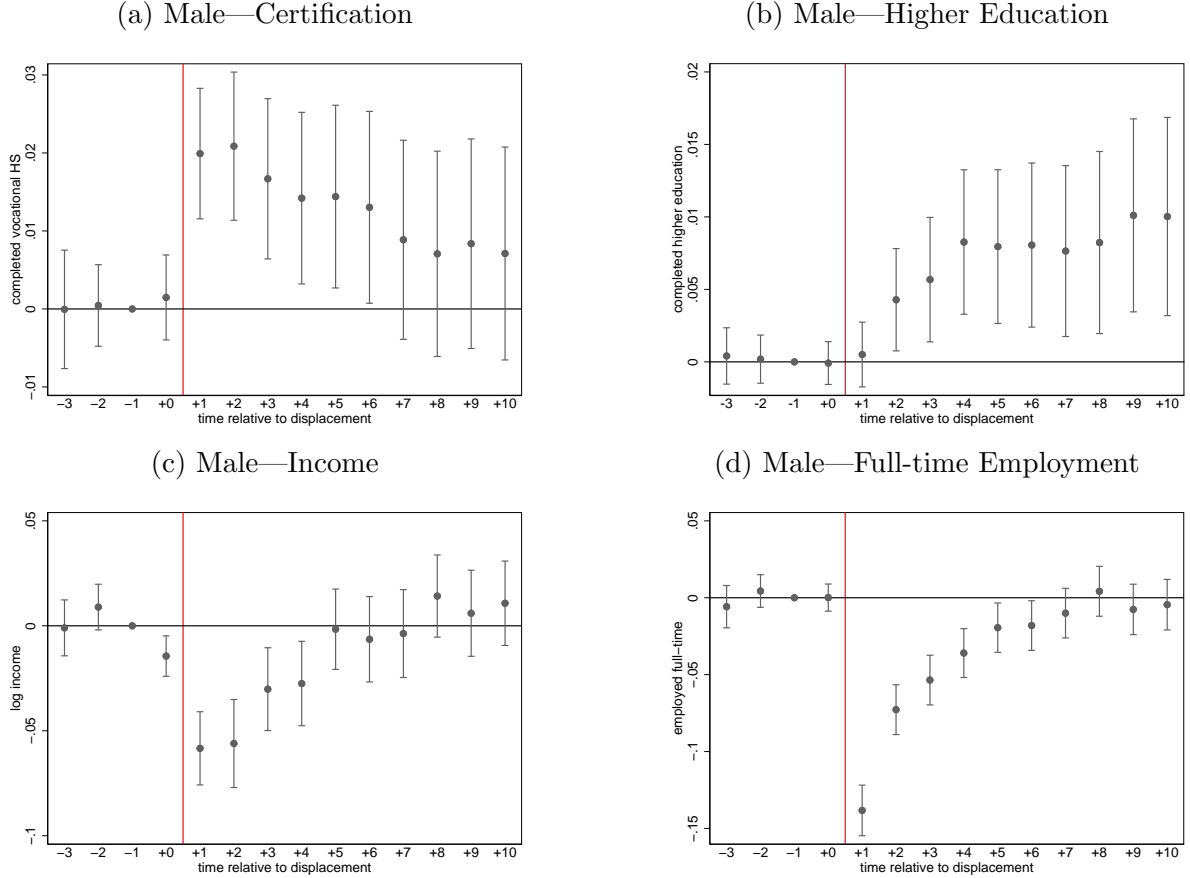 (a) Male—Certification
completed vocational HS
.03
.02
.01
0
−.01
−3 −2 −1 +0 +1 +2 +3 +4 +5 +6 +7 +8 +9 +10
time relative to displacement
(b) Male—Higher Education
completed higher education
.02
.015
.01
.005
0
-3 -2 -1 +0 +1 +2 +3 +4 +5 +6 +7 +8 +9 +10
time relative to displacement
(c) Male—Income
log income
.05
0
−.05
−.1
−3 −2 −1 +0 +1 +2 +3 +4 +5 +6 +7 +8 +9 +10
time relative to displacement
(d) Male—Full-time Employment
employed full−time
.05
0
−.05
−.1
−.15
−3 −2 −1 +0 +1 +2 +3 +4 +5 +6 +7 +8 +9 +10
time relative to displacement